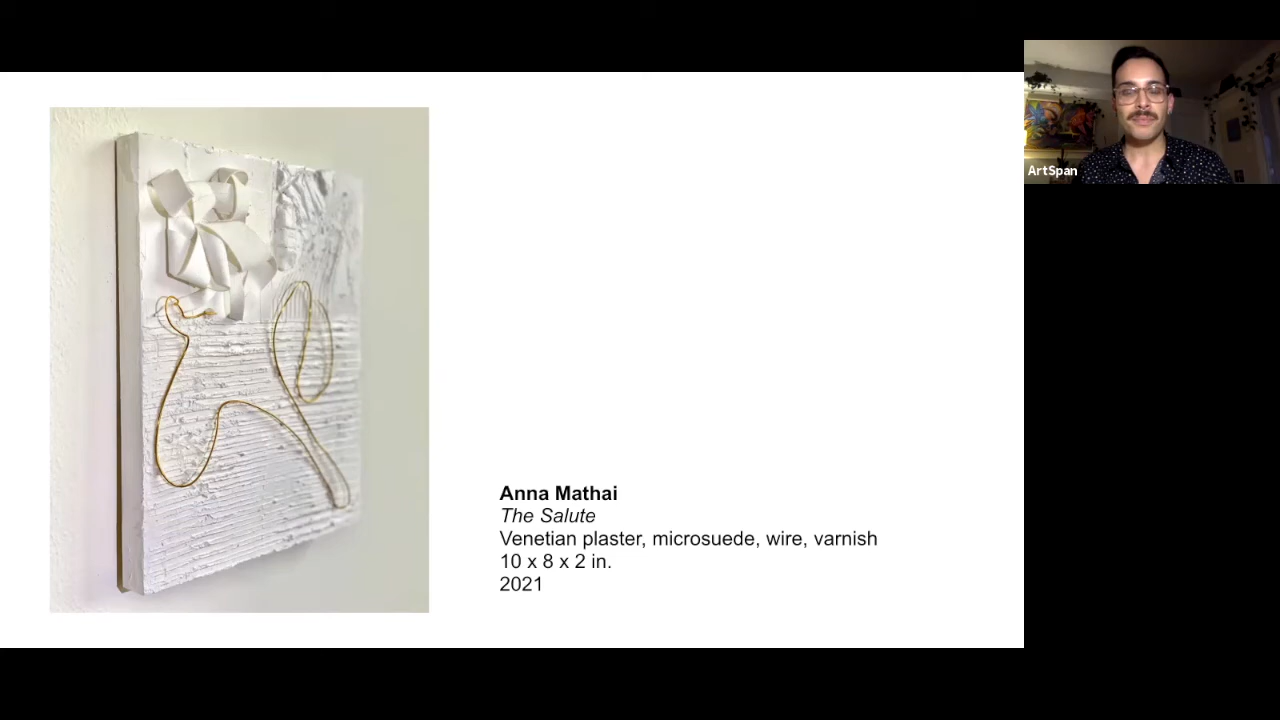 ArtSpan
Anna Mathai
The Salute
Venetian plaster, microsuede, wire, varnish
10 x 8 x 2 in.
2021